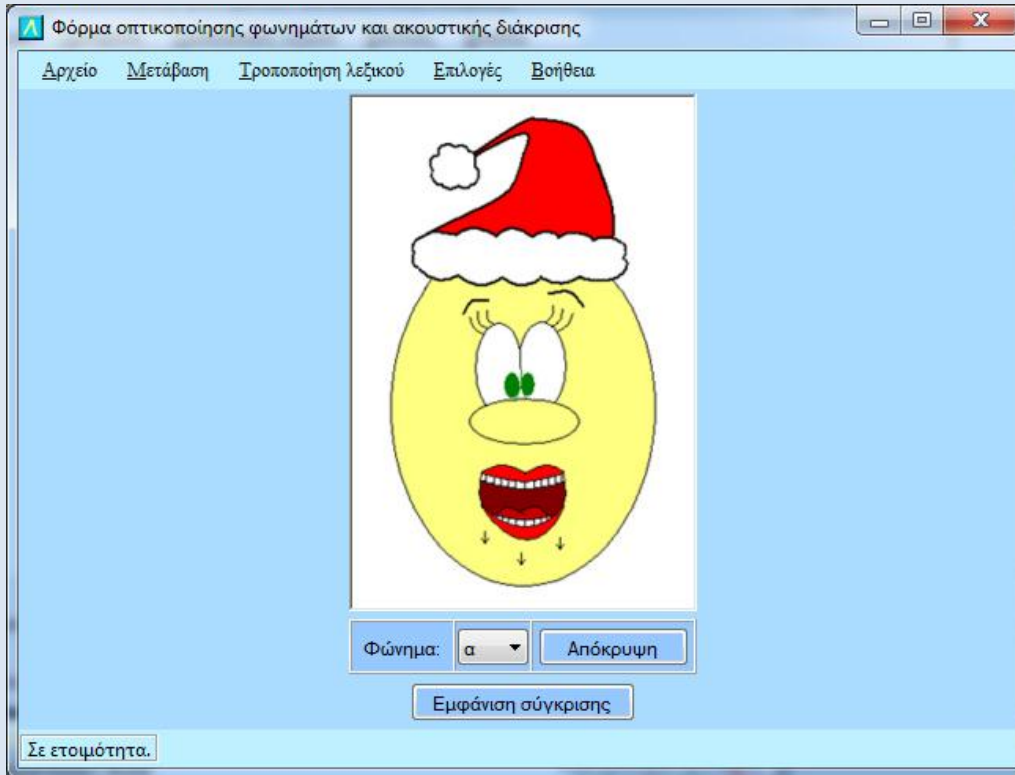 Φόρμα οπτικοποίησης φωνημάτων και ακουστικής διάκρισης
Αρχείο Μετάβαση Τροποποίηση λεξικού Επιλογές Βοήθεια
Φώνημα: α Απόκρυψη
Εμφάνιση σύγκρισης
Σε ετοιμότητα.